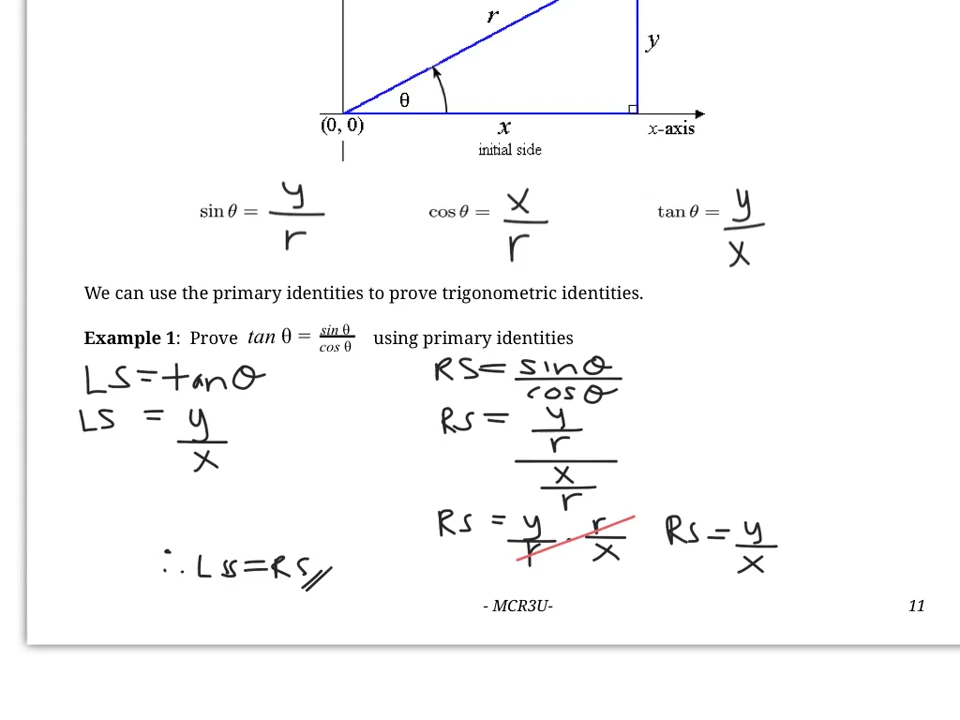 r
y
θ
(0, 0)
x
x-axis
initial side
sin θ = y/r cos θ = x/r tan θ = y/x
We can use the primary identities to prove trigonometric identities.
Example 1: Prove tan θ = sin θ/cos θ using primary identities
LS = tan θ RS = sin θ/cos θ
LS = y/x RS = y/r / x/r
RS = y/r · r/x RS = y/x
∴ LS = RS //
- MCR3U- 11